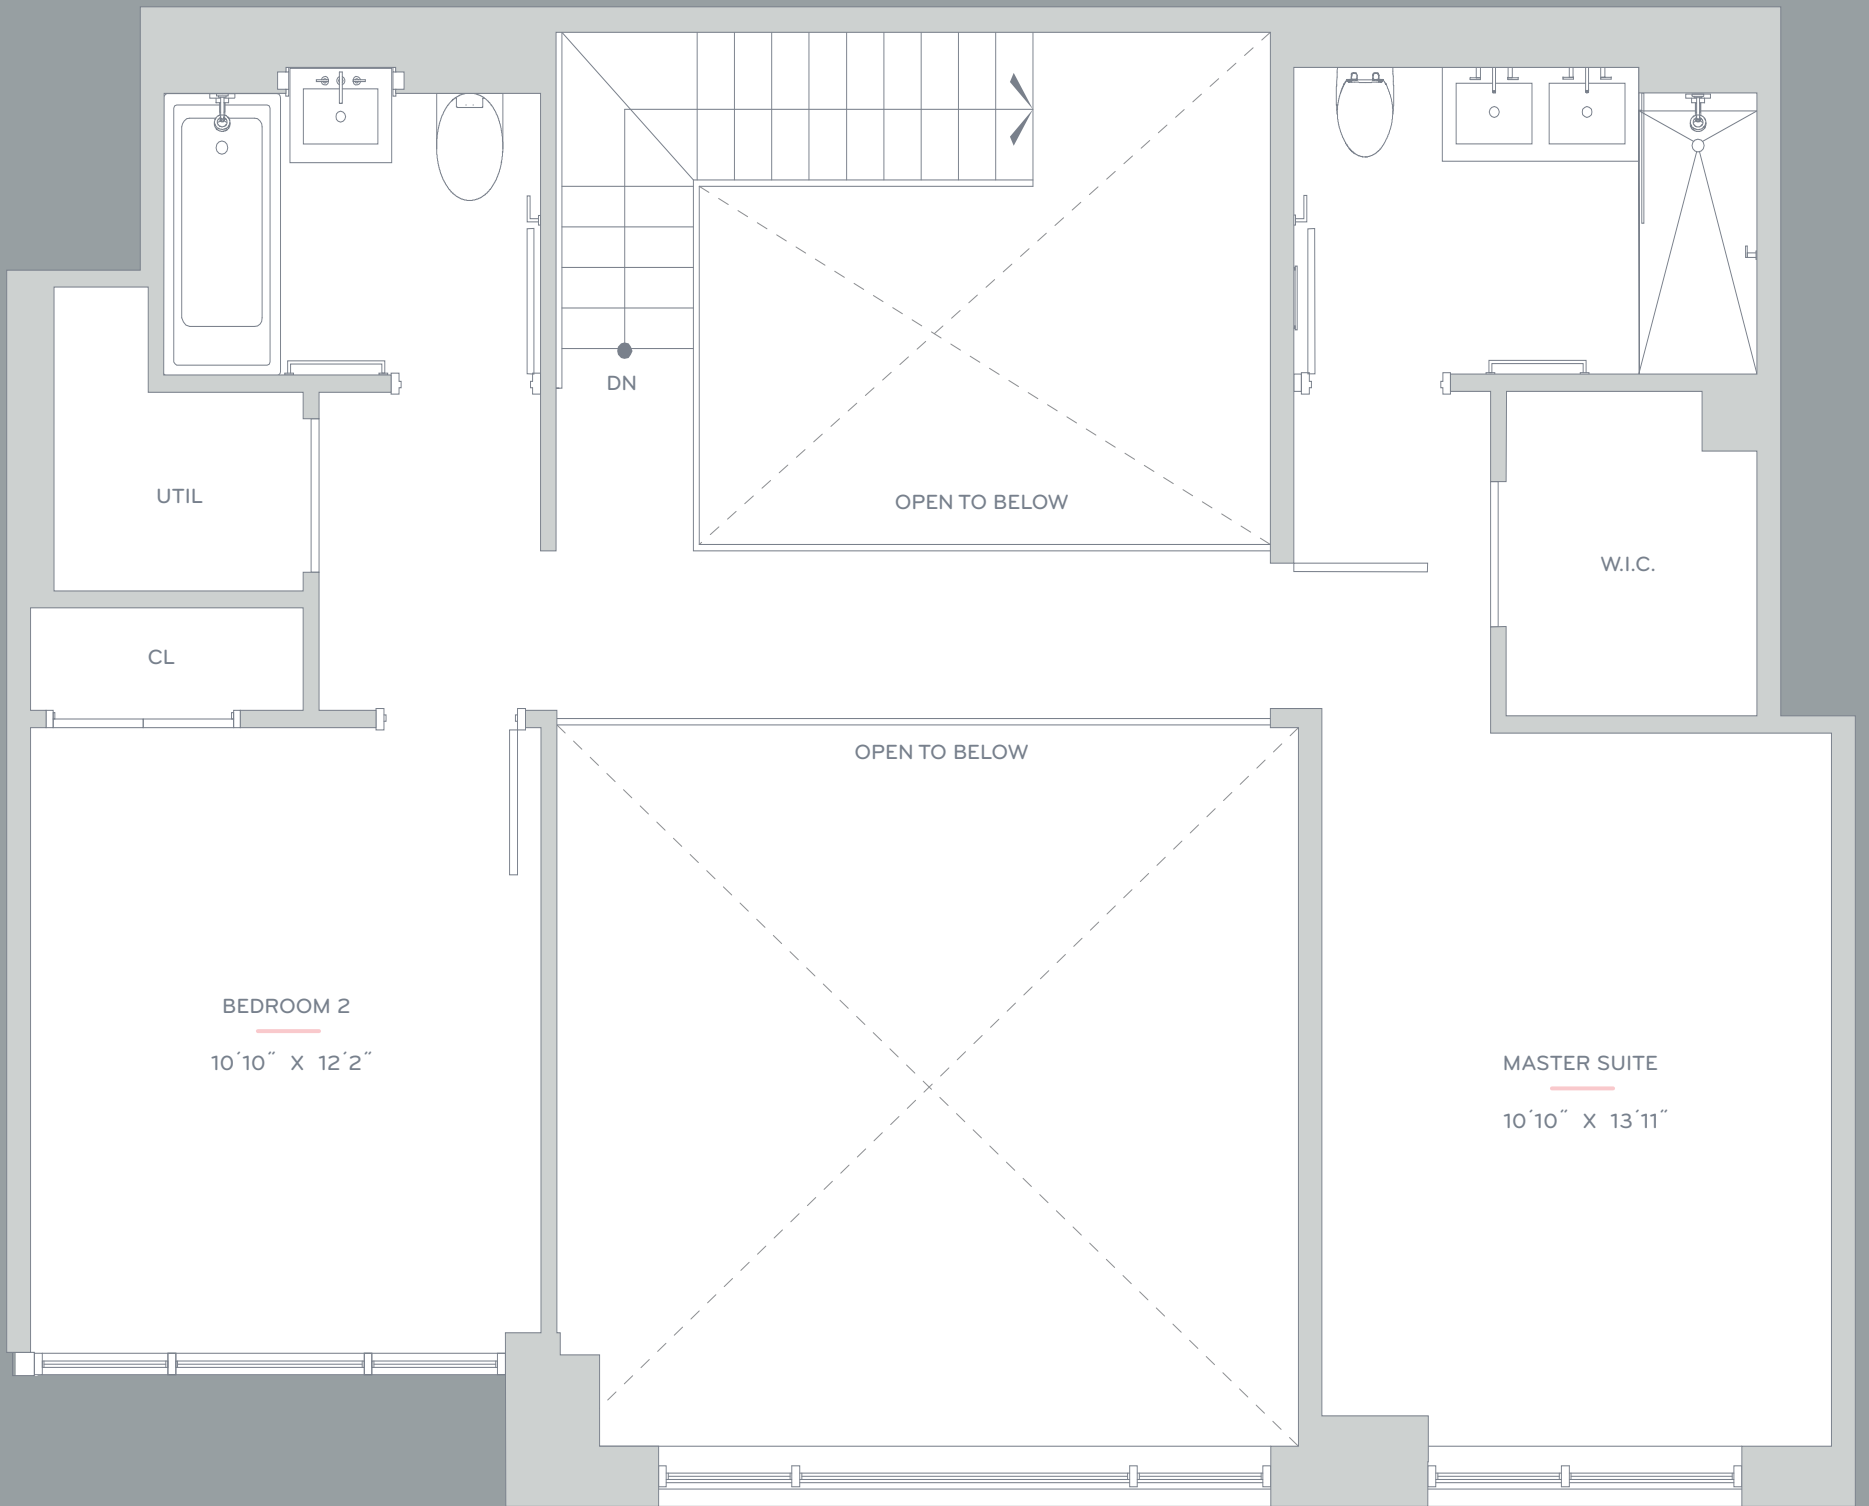 DN
UTIL
OPEN TO BELOW
W.I.C.
CL
OPEN TO BELOW
BEDROOM 2
10´10˝ X 12´2˝
MASTER SUITE
10´10˝ X 13´11˝